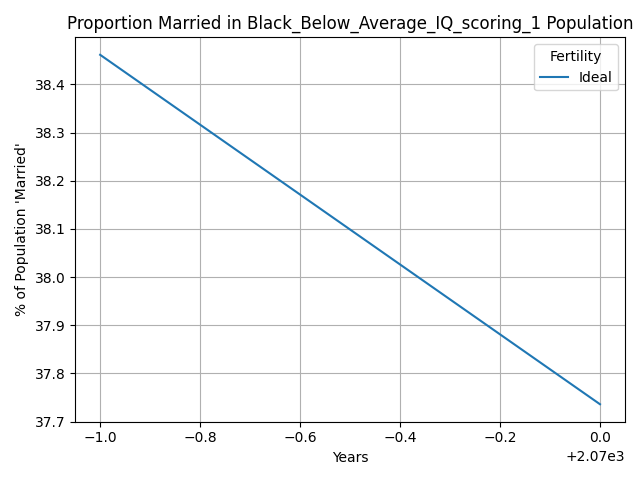 Proportion Married in Black_Below_Average_IQ_scoring_1 Population
Fertility
Ideal
% of Population 'Married'
38.4
38.3
38.2
38.1
38.0
37.9
37.8
37.7
−1.0
−0.8
−0.6
−0.4
−0.2
0.0
+2.07e3
Years